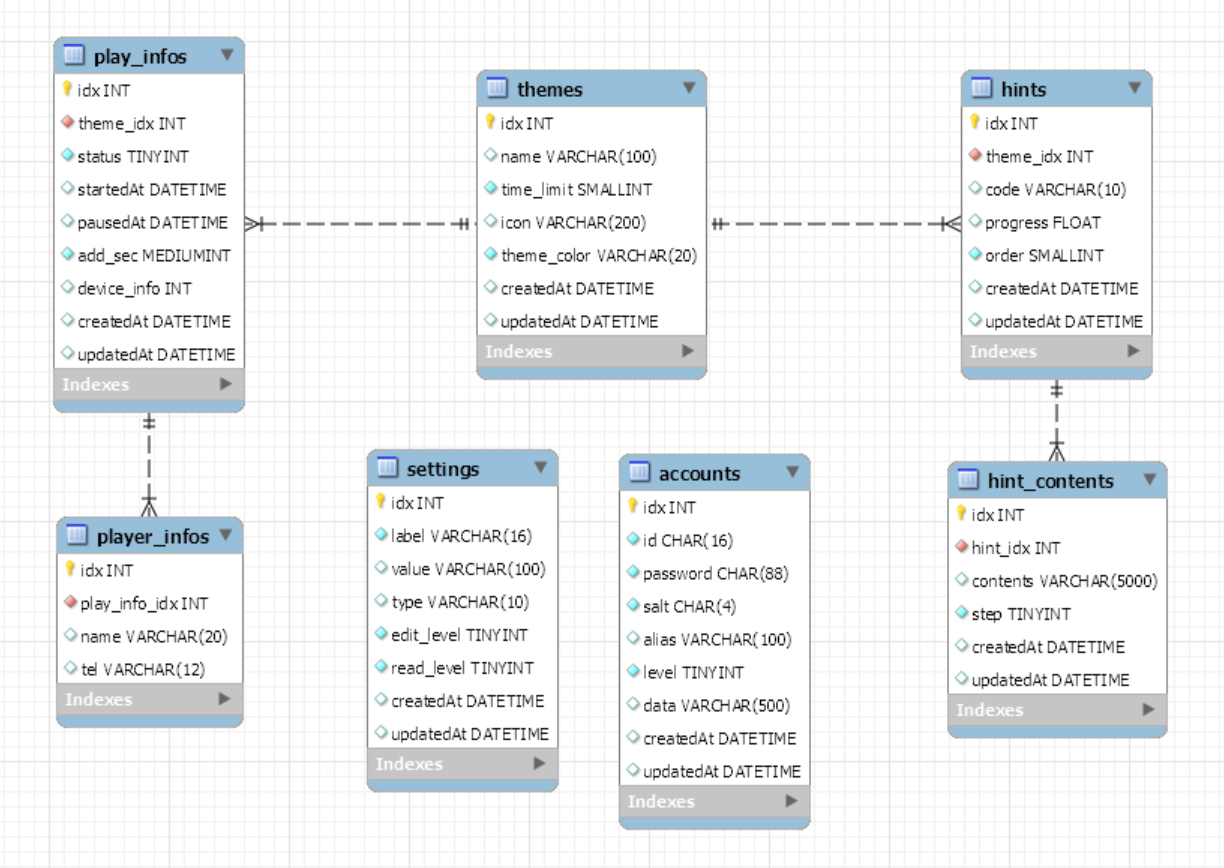 play_infos
idx INT
theme_idx INT
status TINYINT
startedAt DATETIME
pausedAt DATETIME
add_sec MEDIUMINT
device_info INT
createdAt DATETIME
updatedAt DATETIME
Indexes
themes
idx INT
name VARCHAR(100)
time_limit SMALLINT
icon VARCHAR(200)
theme_color VARCHAR(20)
createdAt DATETIME
updatedAt DATETIME
Indexes
hints
idx INT
theme_idx INT
code VARCHAR(10)
progress FLOAT
order SMALLINT
createdAt DATETIME
updatedAt DATETIME
Indexes
player_infos
idx INT
play_info_idx INT
name VARCHAR(20)
tel VARCHAR(12)
Indexes
settings
idx INT
label VARCHAR(16)
value VARCHAR(100)
type VARCHAR(10)
edit_level TINYINT
read_level TINYINT
createdAt DATETIME
updatedAt DATETIME
Indexes
accounts
idx INT
id CHAR(16)
password CHAR(88)
salt CHAR(4)
alias VARCHAR(100)
level TINYINT
data VARCHAR(500)
createdAt DATETIME
updatedAt DATETIME
Indexes
hint_contents
idx INT
hint_idx INT
contents VARCHAR(5000)
step TINYINT
createdAt DATETIME
updatedAt DATETIME
Indexes